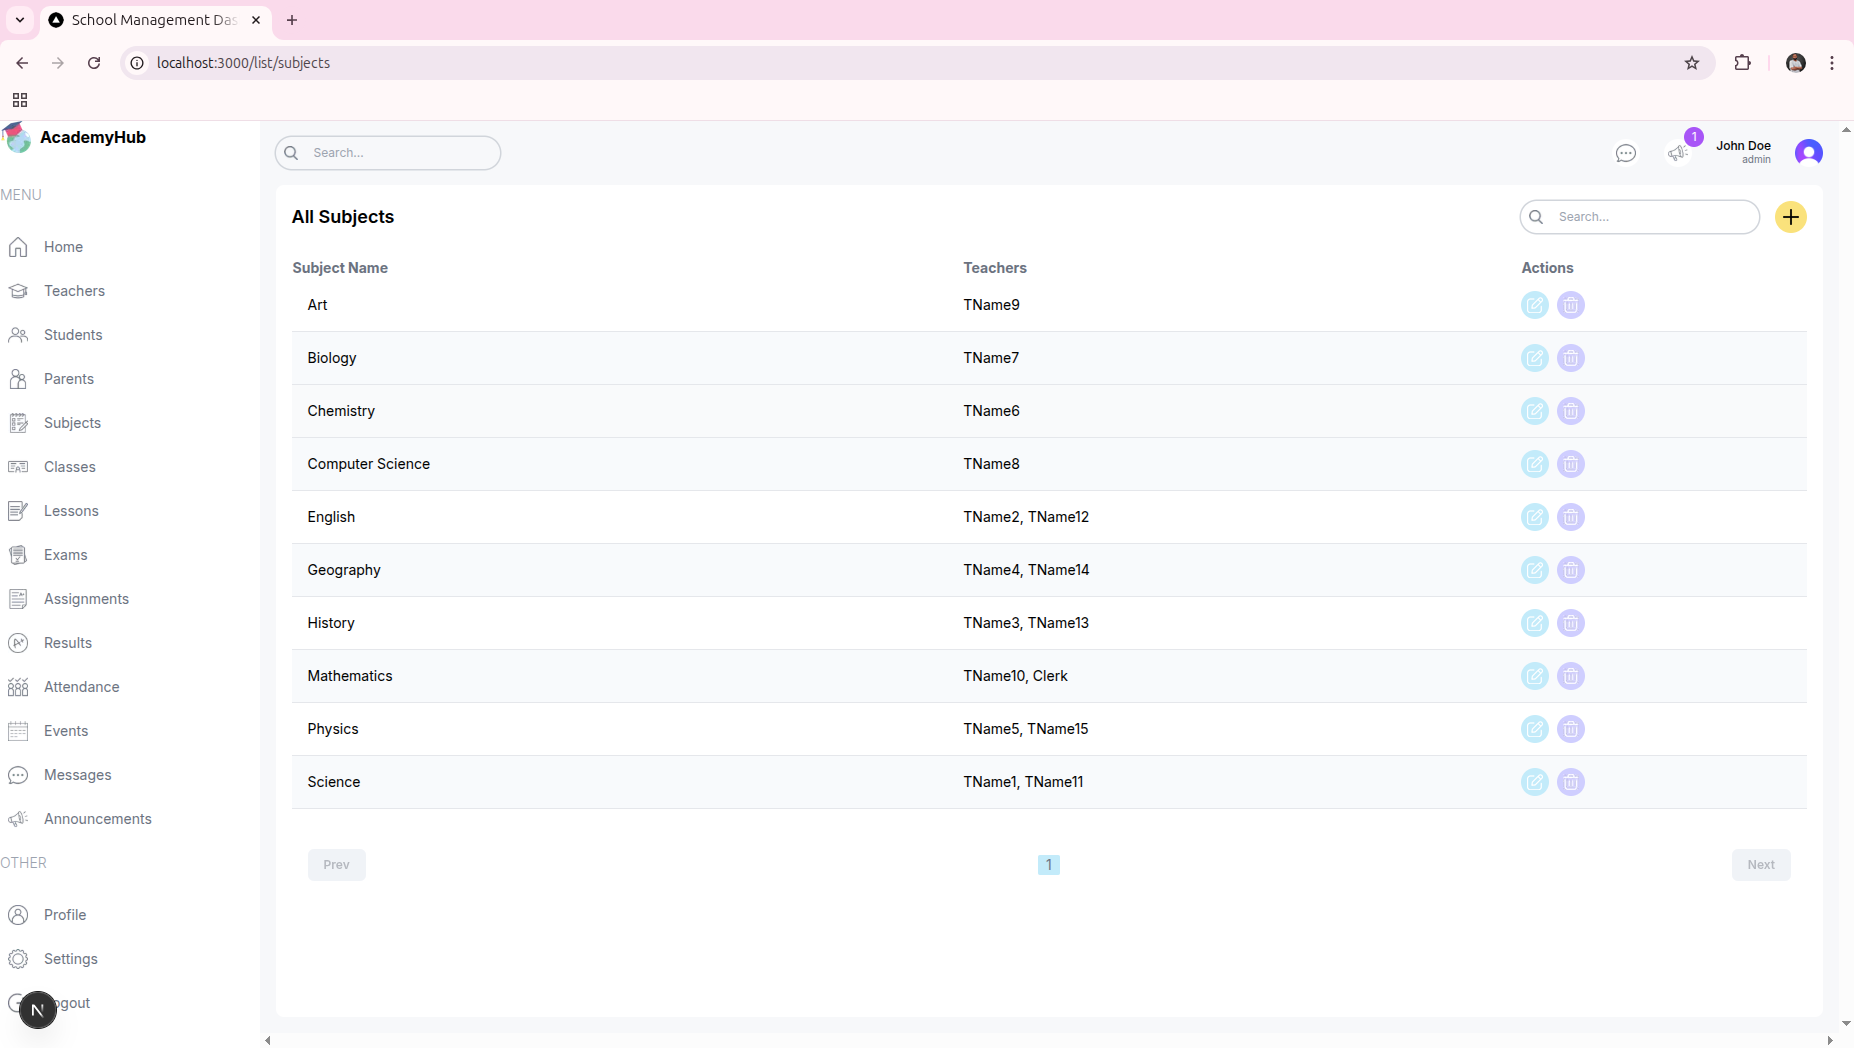 School Management Das
localhost:3000/list/subjects
AcademyHub
Search...
1
John Doe
admin
MENU
Home
Teachers
Students
Parents
Subjects
Classes
Lessons
Exams
Assignments
Results
Attendance
Events
Messages
Announcements
OTHER
Profile
Settings
ogout
N
All Subjects
Search...
Subject Name Teachers Actions
Art TName9
Biology TName7
Chemistry TName6
Computer Science TName8
English TName2, TName12
Geography TName4, TName14
History TName3, TName13
Mathematics TName10, Clerk
Physics TName5, TName15
Science TName1, TName11
Prev 1 Next